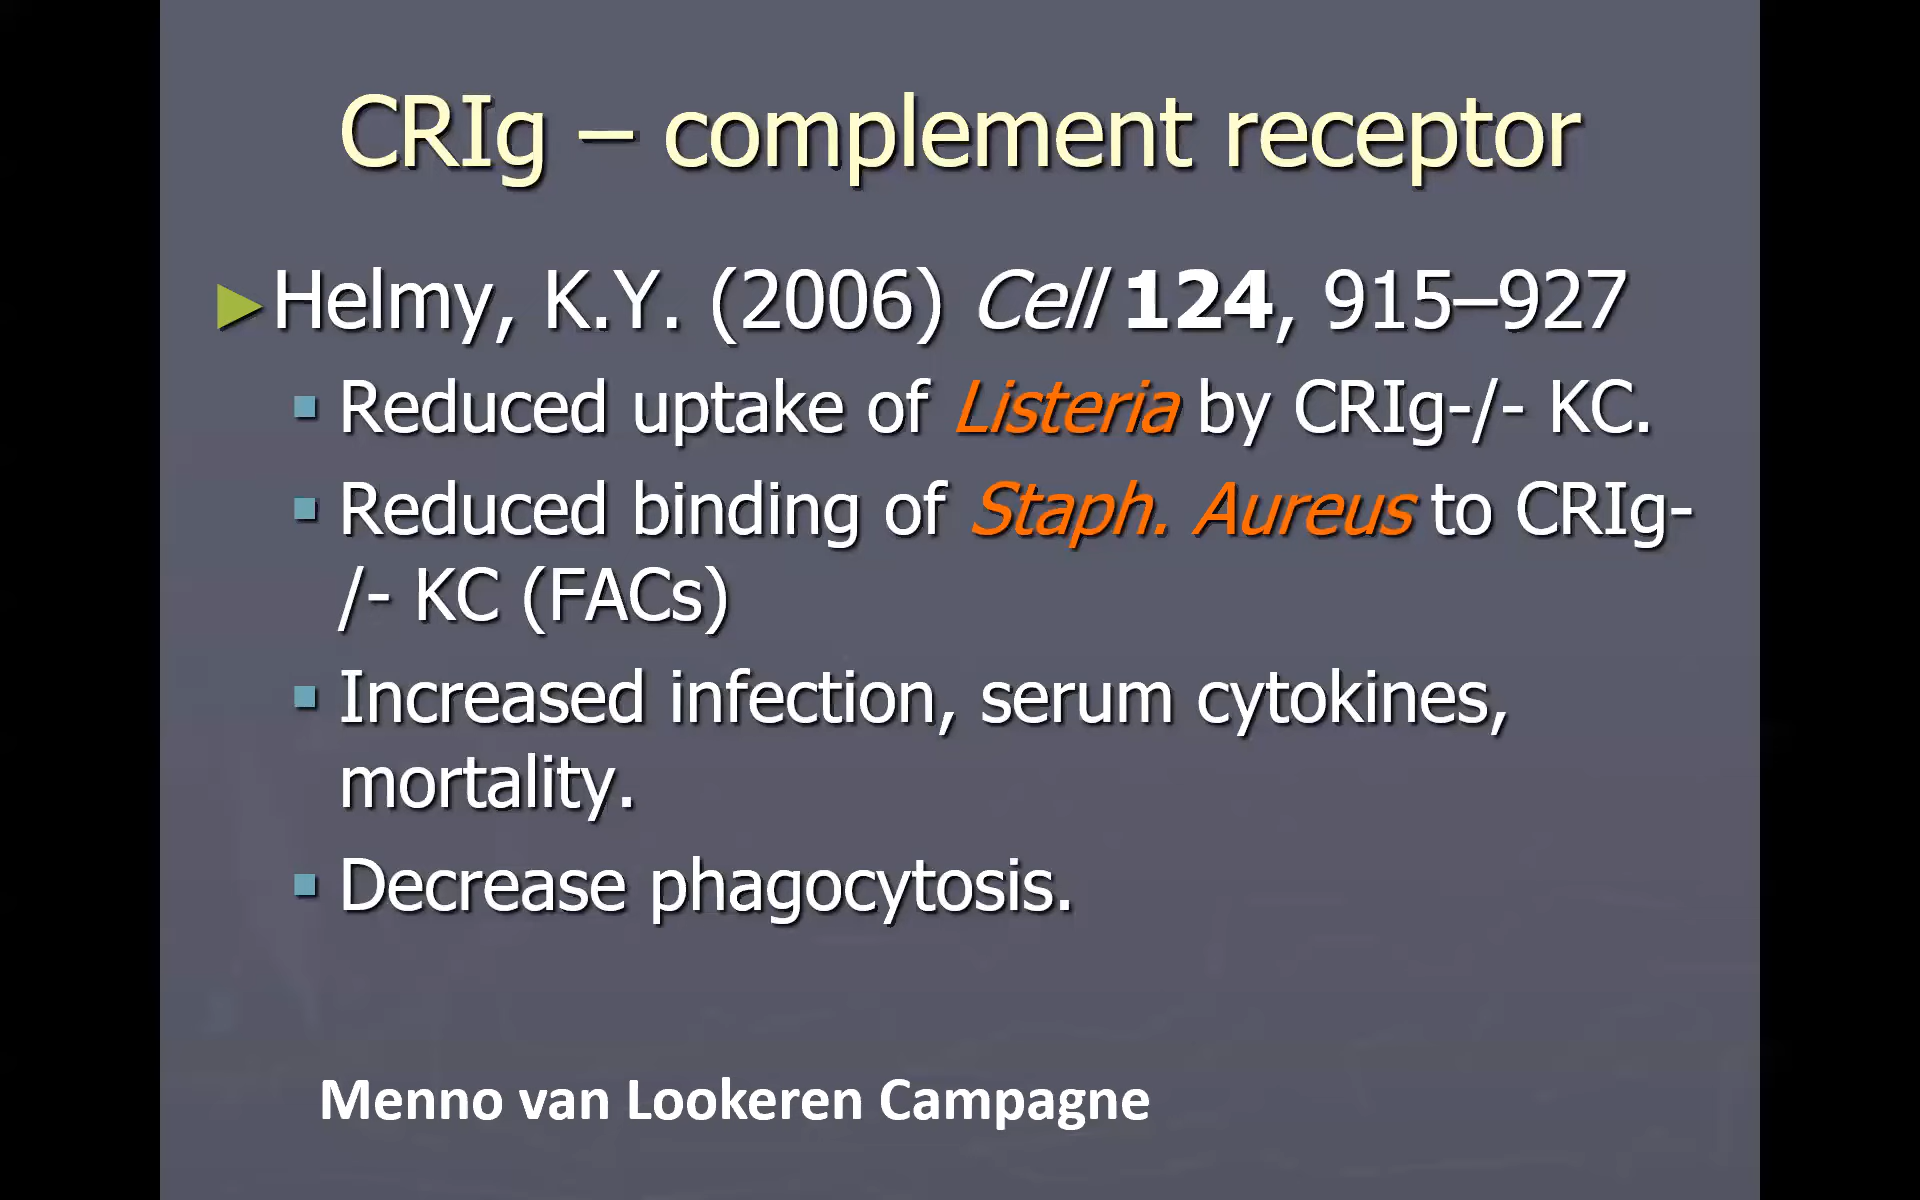 CRIg – complement receptor
►Helmy, K.Y. (2006) Cell 124, 915–927
▪ Reduced uptake of Listeria by CRIg-/- KC.
▪ Reduced binding of Staph. Aureus to CRIg-
/- KC (FACs)
▪ Increased infection, serum cytokines,
mortality.
▪ Decrease phagocytosis.
Menno van Lookeren Campagne